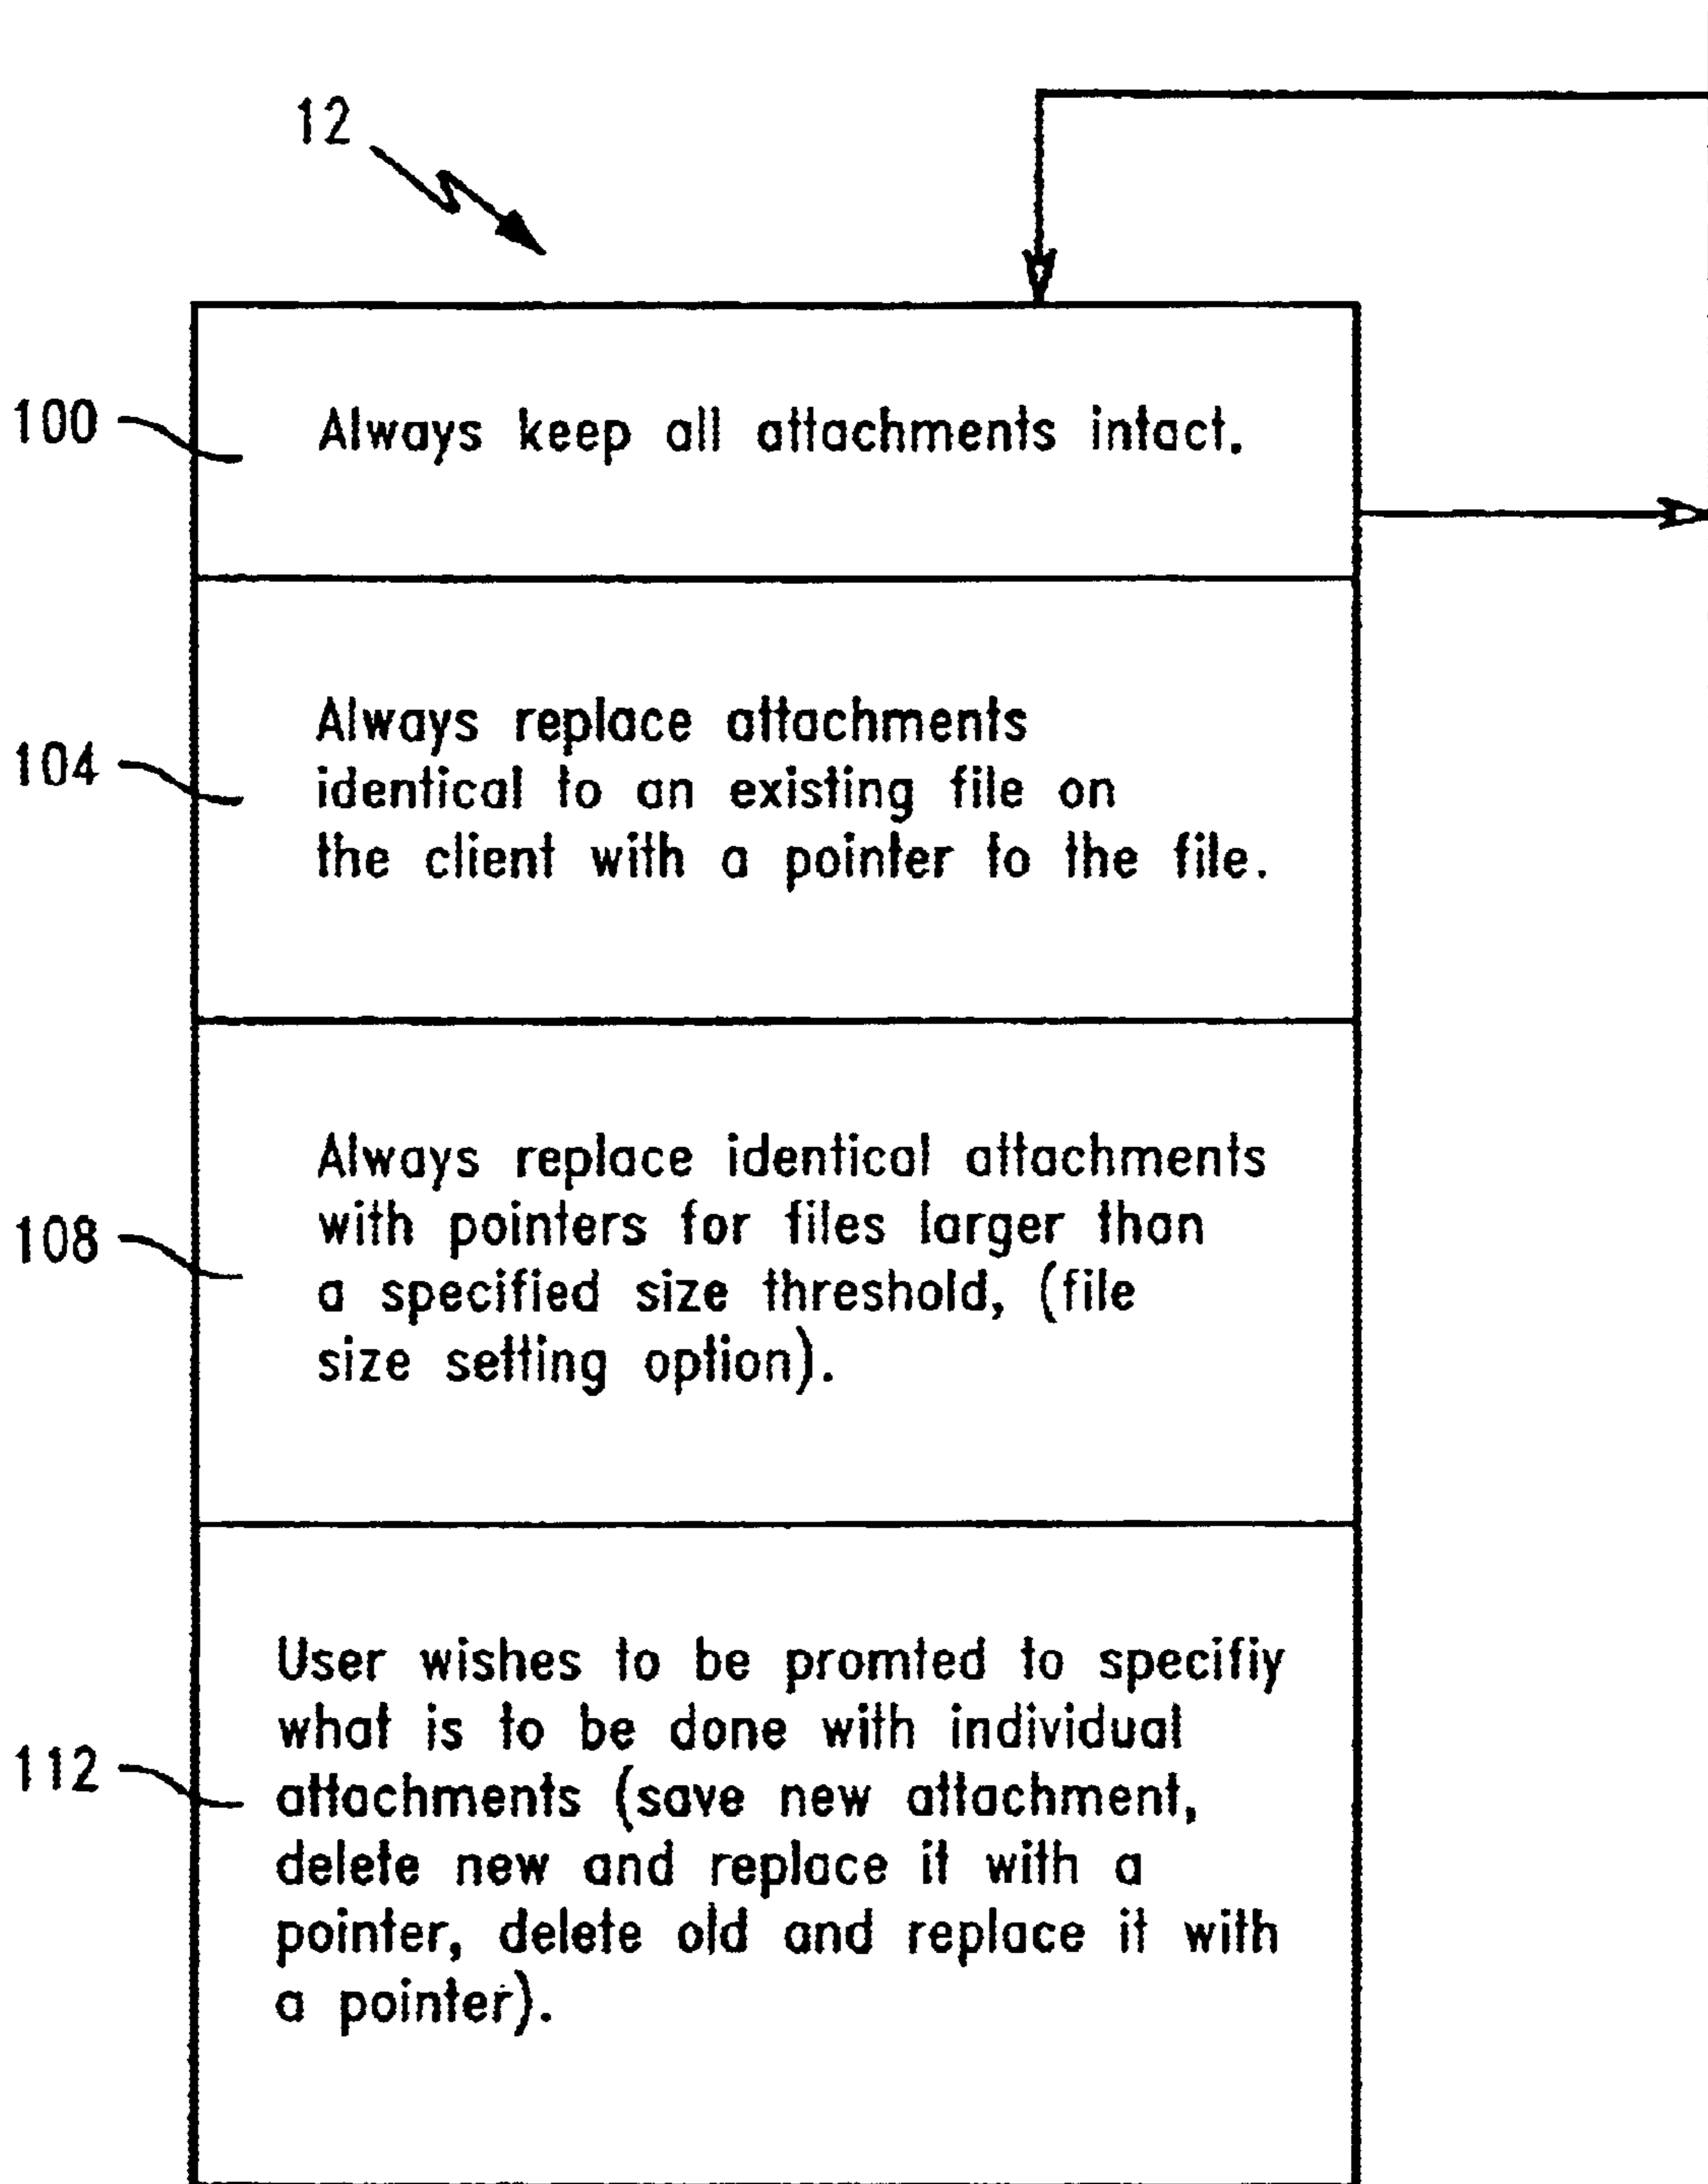 12
100
Always keep all attachments intact.
104
Always replace attachments
identical to an existing file on
the client with a pointer to the file.
108
Always replace identical attachments
with pointers for files larger than
a specified size threshold, (file
size setting option).
112
User wishes to be promted to specifiy
what is to be done with individual
attachments (save new attachment,
delete new and replace it with a
pointer, delete old and replace it with
a pointer).